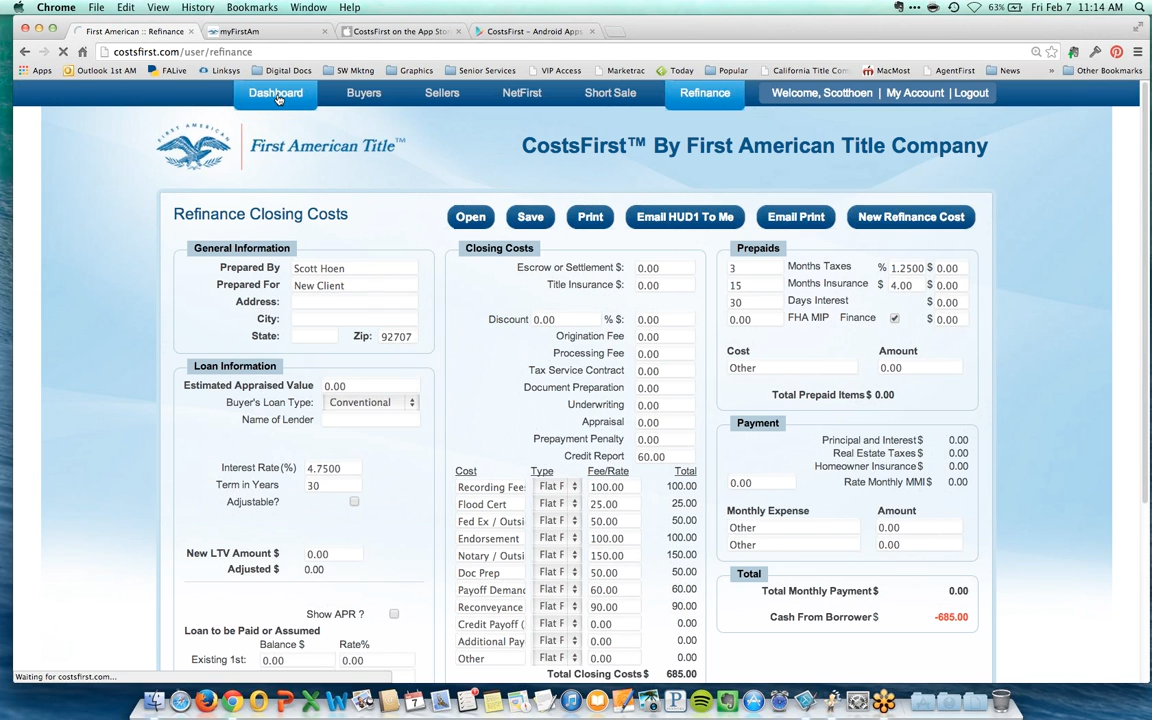 Chrome File Edit View History Bookmarks Window Help 63% Fri Feb 7 11:14 AM
First American :: Refinance myFirstAm CostsFirst on the App Sto CostsFirst – Android Apps
costsfirst.com/user/refinance
Apps Outlook 1st AM FALive Linksys Digital Docs SW Mktng Graphics Senior Services VIP Access Marketrac Today Popular California Title Com MacMost AgentFirst News » Other Bookmarks
Dashboard Buyers Sellers NetFirst Short Sale Refinance Welcome, Scotthoen | My Account | Logout
FIRST AMERICAN First American Title™ CostsFirst™ By First American Title Company
Refinance Closing Costs Open Save Print Email HUD1 To Me Email Print New Refinance Cost
General Information
Prepared By Scott Hoen
Prepared For New Client
Address:
City:
State: Zip: 92707
Loan Information
Estimated Appraised Value 0.00
Buyer's Loan Type: Conventional
Name of Lender
Interest Rate (%) 4.7500
Term in Years 30
Adjustable?
New LTV Amount $ 0.00
Adjusted $ 0.00
Show APR ?
Loan to be Paid or Assumed
Balance $ Rate%
Existing 1st: 0.00 0.00
Closing Costs
Escrow or Settlement $: 0.00
Title Insurance $: 0.00
Discount 0.00 % $: 0.00
Origination Fee 0.00
Processing Fee 0.00
Tax Service Contract 0.00
Document Preparation 0.00
Underwriting 0.00
Appraisal 0.00
Prepayment Penalty 0.00
Credit Report 60.00
Cost Type Fee/Rate Total
Recording Fee Flat F 100.00 100.00
Flood Cert Flat F 25.00 25.00
Fed Ex / Outsi Flat F 50.00 50.00
Endorsement Flat F 100.00 100.00
Notary / Outsi Flat F 150.00 150.00
Doc Prep Flat F 50.00 50.00
Payoff Demand Flat F 60.00 60.00
Reconveyance Flat F 90.00 90.00
Credit Payoff ( Flat F 0.00 0.00
Additional Pay Flat F 0.00 0.00
Other Flat F 0.00 0.00
Total Closing Costs $ 685.00
Prepaids
3 Months Taxes % 1.2500 $ 0.00
15 Months Insurance $ 4.00 $ 0.00
30 Days Interest $ 0.00
0.00 FHA MIP Finance $ 0.00
Cost Amount
Other 0.00
Total Prepaid Items $ 0.00
Payment
Principal and Interest $ 0.00
Real Estate Taxes $ 0.00
Homeowner Insurance $ 0.00
0.00 Rate Monthly MMI $ 0.00
Monthly Expense Amount
Other 0.00
Other 0.00
Total
Total Monthly Payment $ 0.00
Cash From Borrower $ -685.00
Waiting for costsfirst.com...